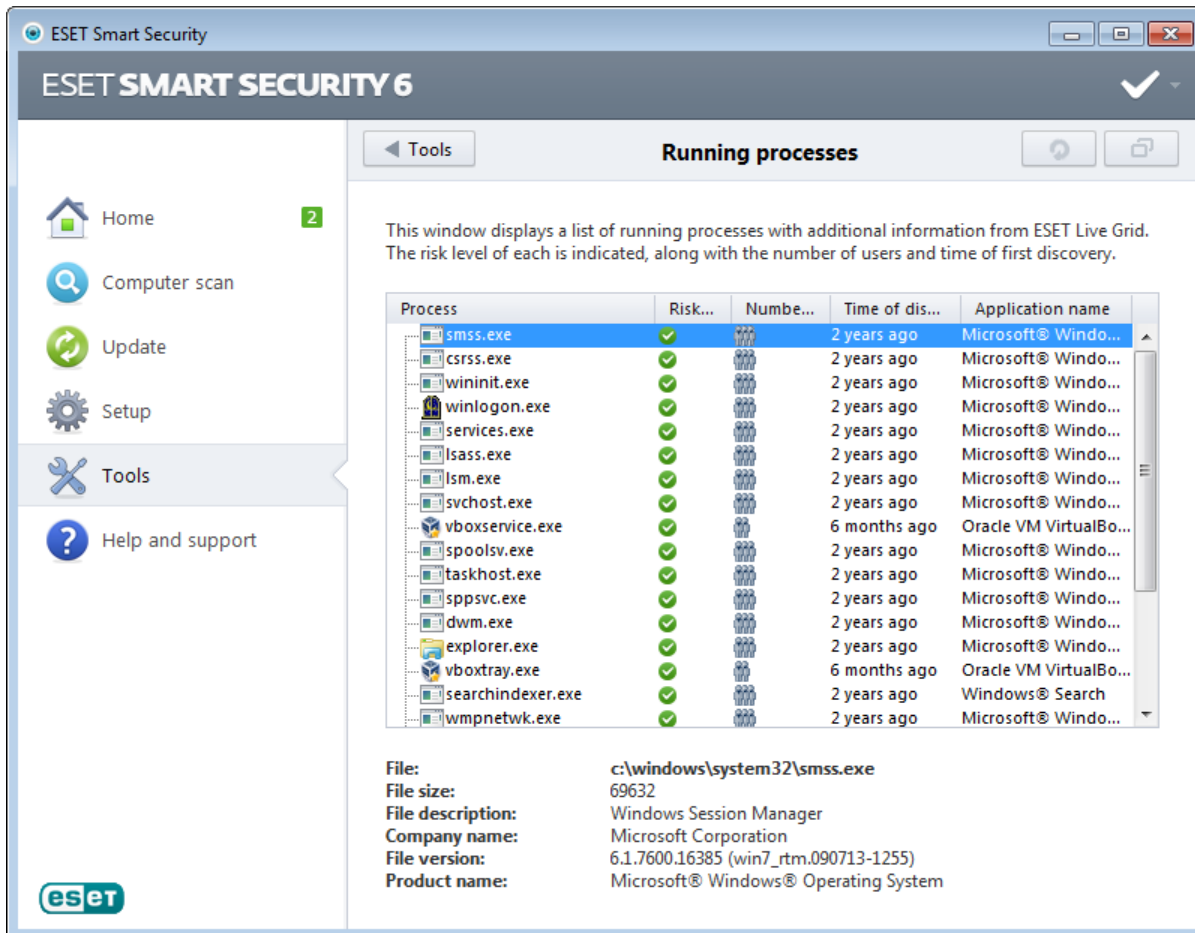 ESET Smart Security
ESET SMART SECURITY 6
Tools
Running processes
Home 2
Computer scan
Update
Setup
Tools
Help and support
This window displays a list of running processes with additional information from ESET Live Grid.
The risk level of each is indicated, along with the number of users and time of first discovery.
Process Risk... Numbe... Time of dis... Application name
smss.exe 2 years ago Microsoft® Windo...
csrss.exe 2 years ago Microsoft® Windo...
wininit.exe 2 years ago Microsoft® Windo...
winlogon.exe 2 years ago Microsoft® Windo...
services.exe 2 years ago Microsoft® Windo...
lsass.exe 2 years ago Microsoft® Windo...
lsm.exe 2 years ago Microsoft® Windo...
svchost.exe 2 years ago Microsoft® Windo...
vboxservice.exe 6 months ago Oracle VM VirtualBo...
spoolsv.exe 2 years ago Microsoft® Windo...
taskhost.exe 2 years ago Microsoft® Windo...
sppsvc.exe 2 years ago Microsoft® Windo...
dwm.exe 2 years ago Microsoft® Windo...
explorer.exe 2 years ago Microsoft® Windo...
vboxtray.exe 6 months ago Oracle VM VirtualBo...
searchindexer.exe 2 years ago Windows® Search
wmpnetwk.exe 2 years ago Microsoft® Windo...
File: c:\windows\system32\smss.exe
File size: 69632
File description: Windows Session Manager
Company name: Microsoft Corporation
File version: 6.1.7600.16385 (win7_rtm.090713-1255)
Product name: Microsoft® Windows® Operating System
eset